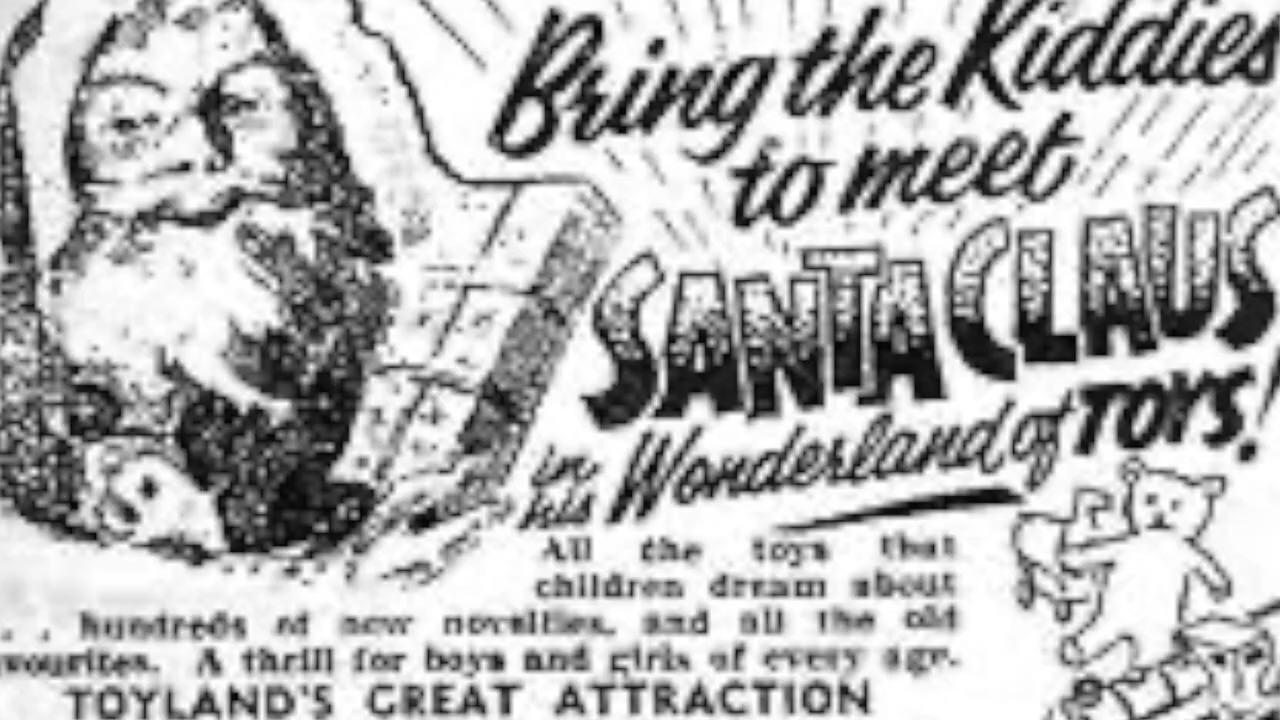 Bring the Kiddies
to meet
SANTA CLAUS
in his Wonderland of TOYS!
All the toys that
children dream about
. . hundreds of new novelties, and all the old
vourites. A thrill for boys and girls of every age.
TOYLAND'S GREAT ATTRACTION